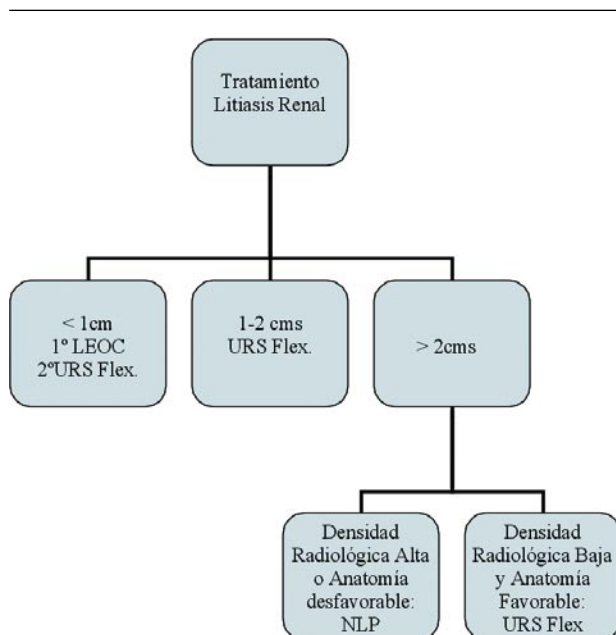 Tratamiento
Litiasis Renal
< 1cm
1º LEOC
2ºURS Flex.
1-2 cms
URS Flex.
> 2cms
Densidad
Radiológica Alta
o Anatomía
desfavorable:
NLP
Densidad
Radiológica Baja
y Anatomía
Favorable:
URS Flex